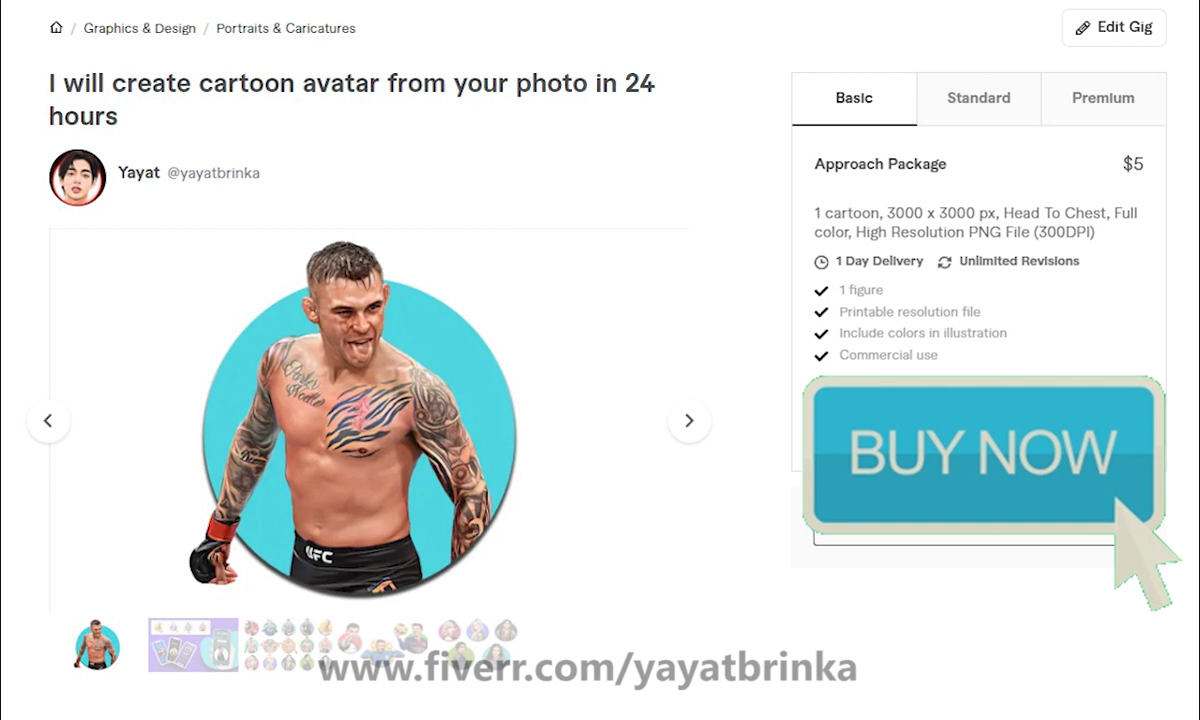 / Graphics & Design / Portraits & Caricatures
Edit Gig
I will create cartoon avatar from your photo in 24
hours
Yayat @yayatbrinka
Basic
Standard
Premium
Approach Package
$5
1 cartoon, 3000 x 3000 px, Head To Chest, Full
color, High Resolution PNG File (300DPI)
1 Day Delivery
Unlimited Revisions
1 figure
Printable resolution file
Include colors in illustration
Commercial use
BUY NOW
UFC
www.fiverr.com/yayatbrinka